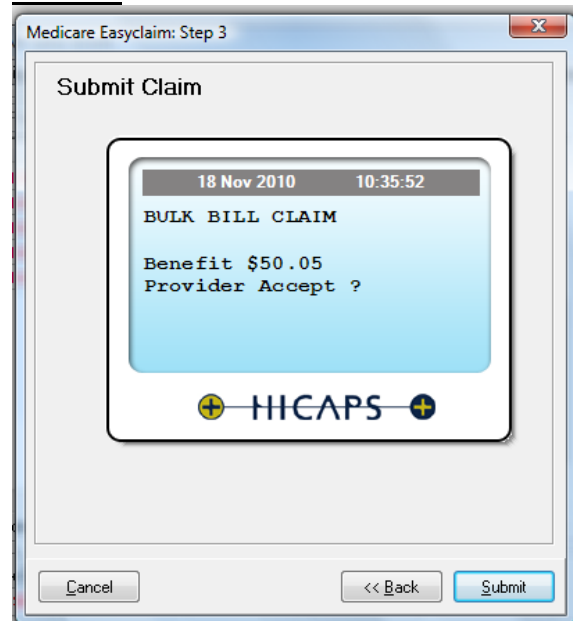 Medicare Easyclaim: Step 3
Submit Claim
18 Nov 2010 10:35:52
BULK BILL CLAIM
Benefit $50.05
Provider Accept ?
HICAPS
Cancel << Back Submit